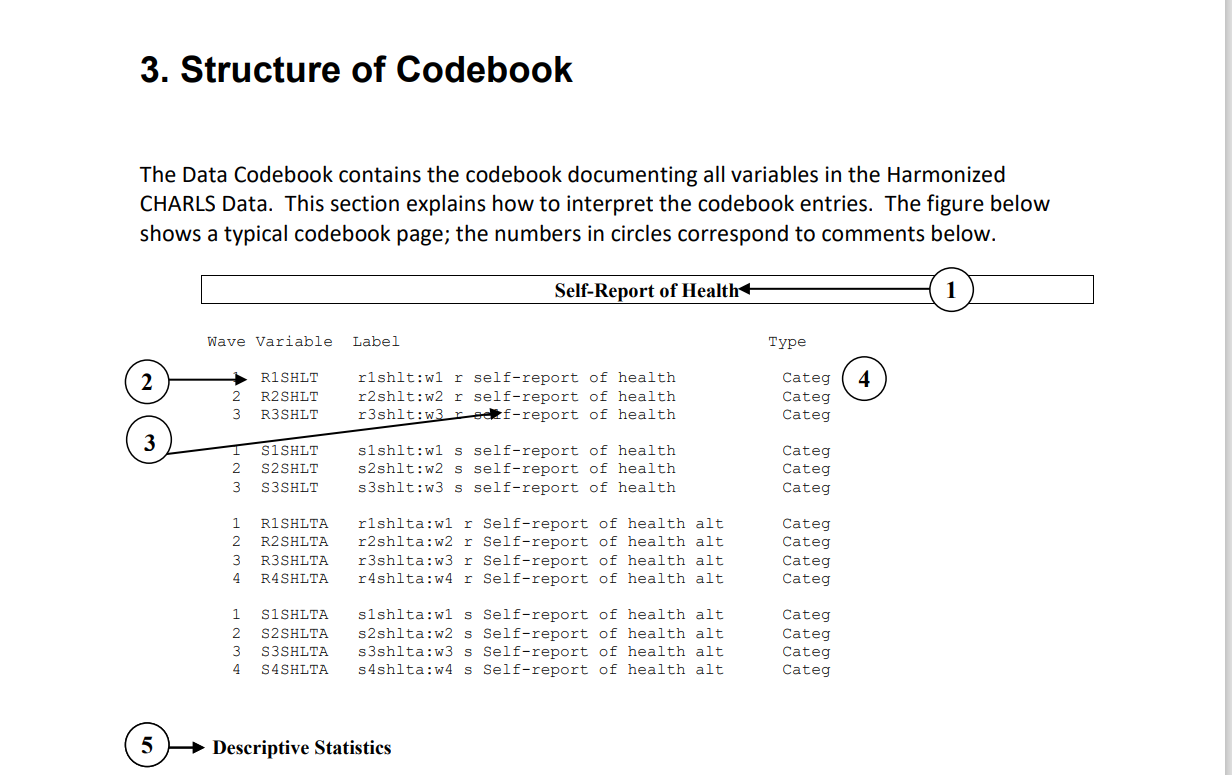 3. Structure of Codebook
The Data Codebook contains the codebook documenting all variables in the Harmonized
CHARLS Data.  This section explains how to interpret the codebook entries.  The figure below
shows a typical codebook page; the numbers in circles correspond to comments below.
Self-Report of Health 1
Wave Variable Label Type
2 1 R1SHLT r1shlt:w1 r self-report of health Categ 4
2 R2SHLT r2shlt:w2 r self-report of health Categ
3 R3SHLT r3shlt:w3 r self-report of health Categ
3
1 S1SHLT s1shlt:w1 s self-report of health Categ
2 S2SHLT s2shlt:w2 s self-report of health Categ
3 S3SHLT s3shlt:w3 s self-report of health Categ
1 R1SHLTA r1shlta:w1 r Self-report of health alt Categ
2 R2SHLTA r2shlta:w2 r Self-report of health alt Categ
3 R3SHLTA r3shlta:w3 r Self-report of health alt Categ
4 R4SHLTA r4shlta:w4 r Self-report of health alt Categ
1 S1SHLTA s1shlta:w1 s Self-report of health alt Categ
2 S2SHLTA s2shlta:w2 s Self-report of health alt Categ
3 S3SHLTA s3shlta:w3 s Self-report of health alt Categ
4 S4SHLTA s4shlta:w4 s Self-report of health alt Categ
5 Descriptive Statistics